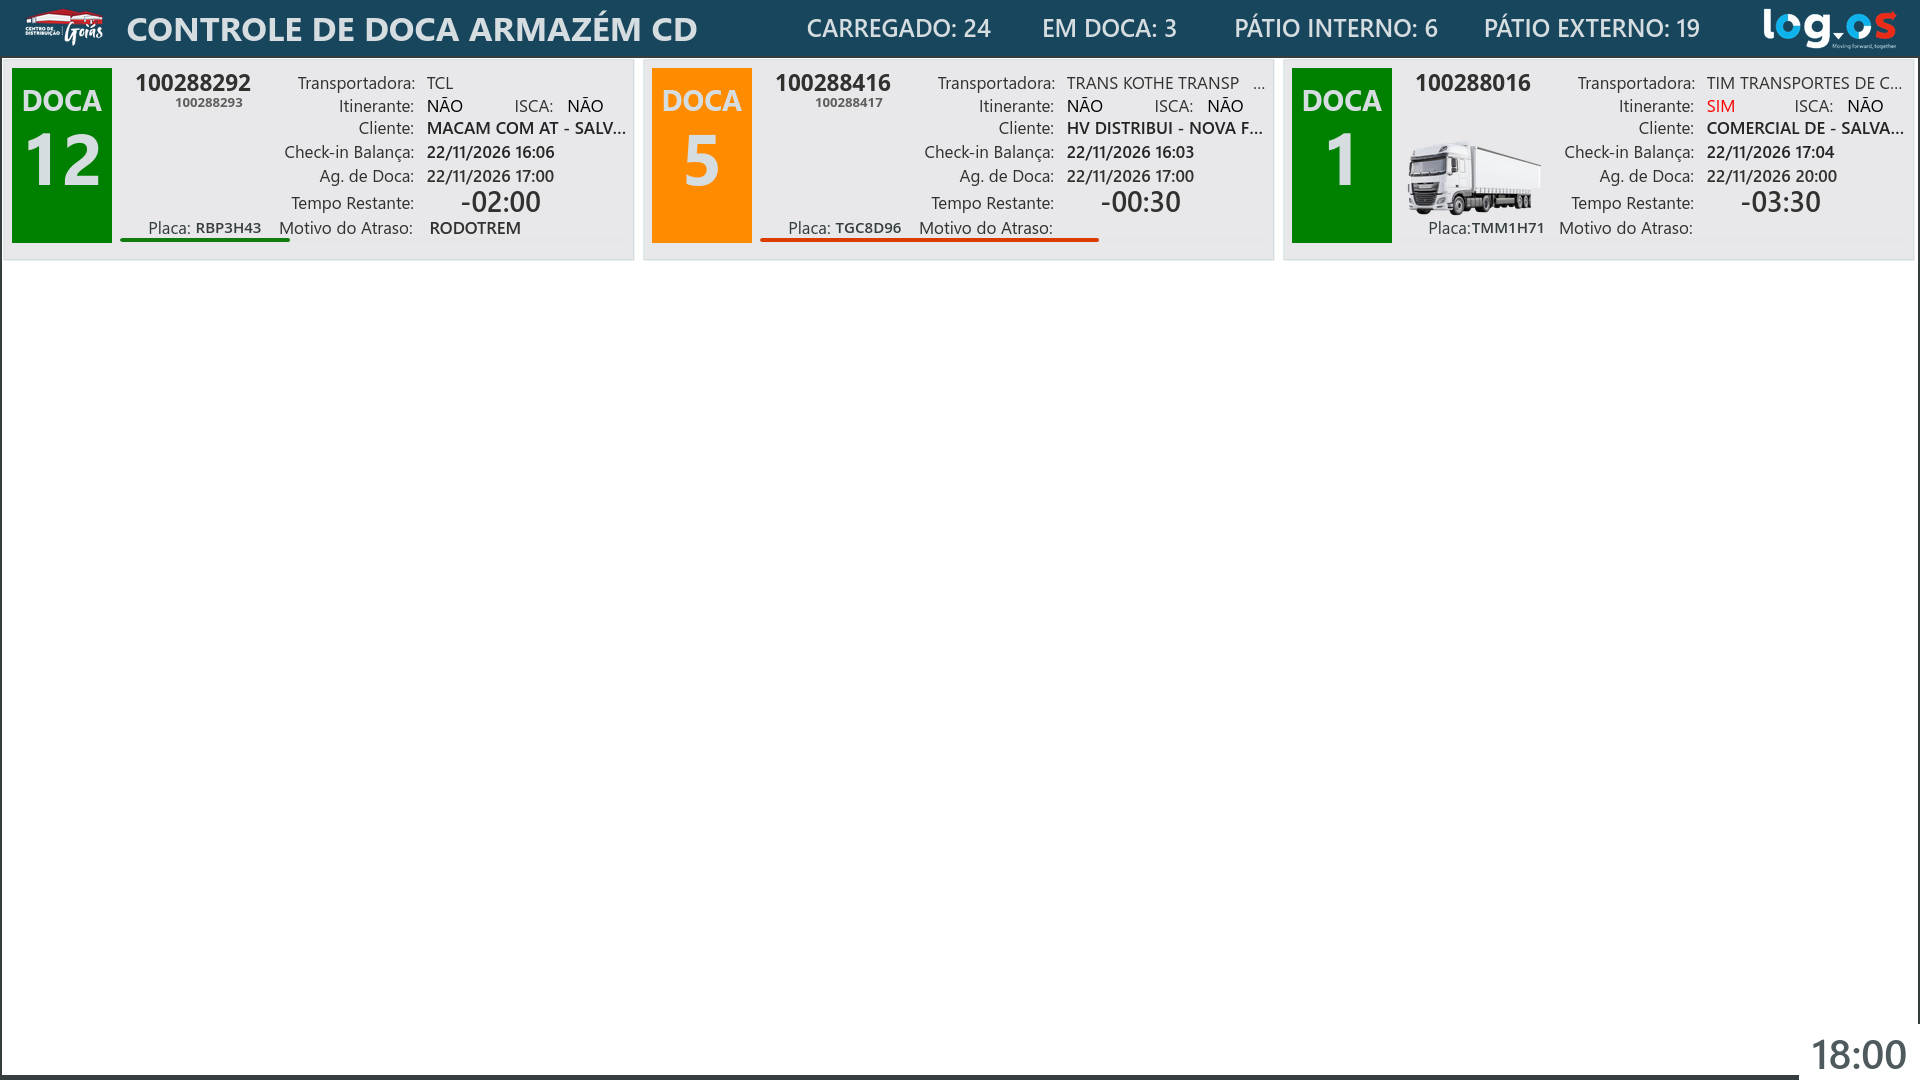 CENTRO DE DISTRIBUIÇÃO Goiás
CONTROLE DE DOCA ARMAZÉM CD
CARREGADO: 24
EM DOCA: 3
PÁTIO INTERNO: 6
PÁTIO EXTERNO: 19
log.os
Moving forward, together
DOCA
12
100288292
100288293
Transportadora: TCL
Itinerante: NÃO ISCA: NÃO
Cliente: MACAM COM AT - SALV...
Check-in Balança: 22/11/2026 16:06
Ag. de Doca: 22/11/2026 17:00
Tempo Restante: -02:00
Placa: RBP3H43 Motivo do Atraso: RODOTREM
DOCA
5
100288416
100288417
Transportadora: TRANS KOTHE TRANSP ...
Itinerante: NÃO ISCA: NÃO
Cliente: HV DISTRIBUI - NOVA F...
Check-in Balança: 22/11/2026 16:03
Ag. de Doca: 22/11/2026 17:00
Tempo Restante: -00:30
Placa: TGC8D96 Motivo do Atraso:
DOCA
1
100288016
Transportadora: TIM TRANSPORTES DE C...
Itinerante: SIM ISCA: NÃO
Cliente: COMERCIAL DE - SALVA...
Check-in Balança: 22/11/2026 17:04
Ag. de Doca: 22/11/2026 20:00
Tempo Restante: -03:30
Placa: TMM1H71 Motivo do Atraso:
18:00